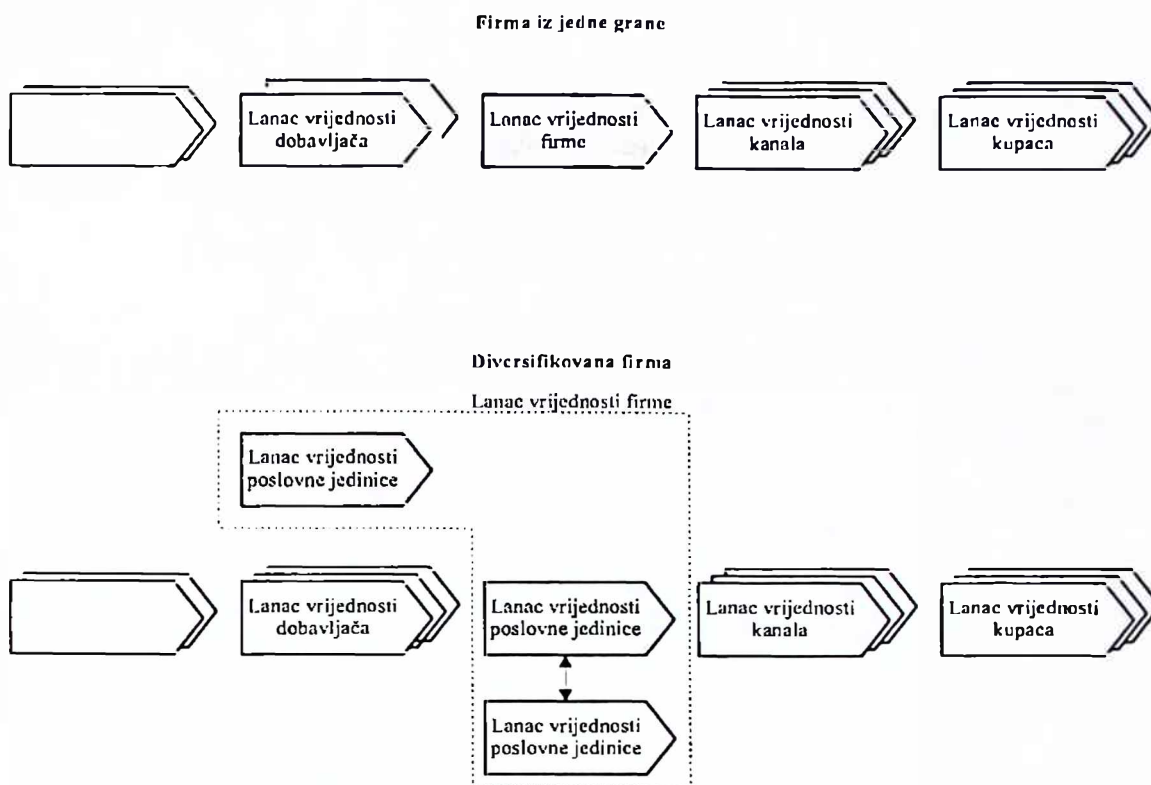 Firma iz jedne grane
Lanac vrijednosti
dobavljača
Lanac vrijednosti
firme
Lanac vrijednosti
kanala
Lanac vrijednosti
kupaca
Diversifikovana firma
Lanac vrijednosti firme
Lanac vrijednosti
poslovne jedinice
Lanac vrijednosti
dobavljača
Lanac vrijednosti
poslovne jedinice
Lanac vrijednosti
kanala
Lanac vrijednosti
kupaca
Lanac vrijednosti
poslovne jedinice